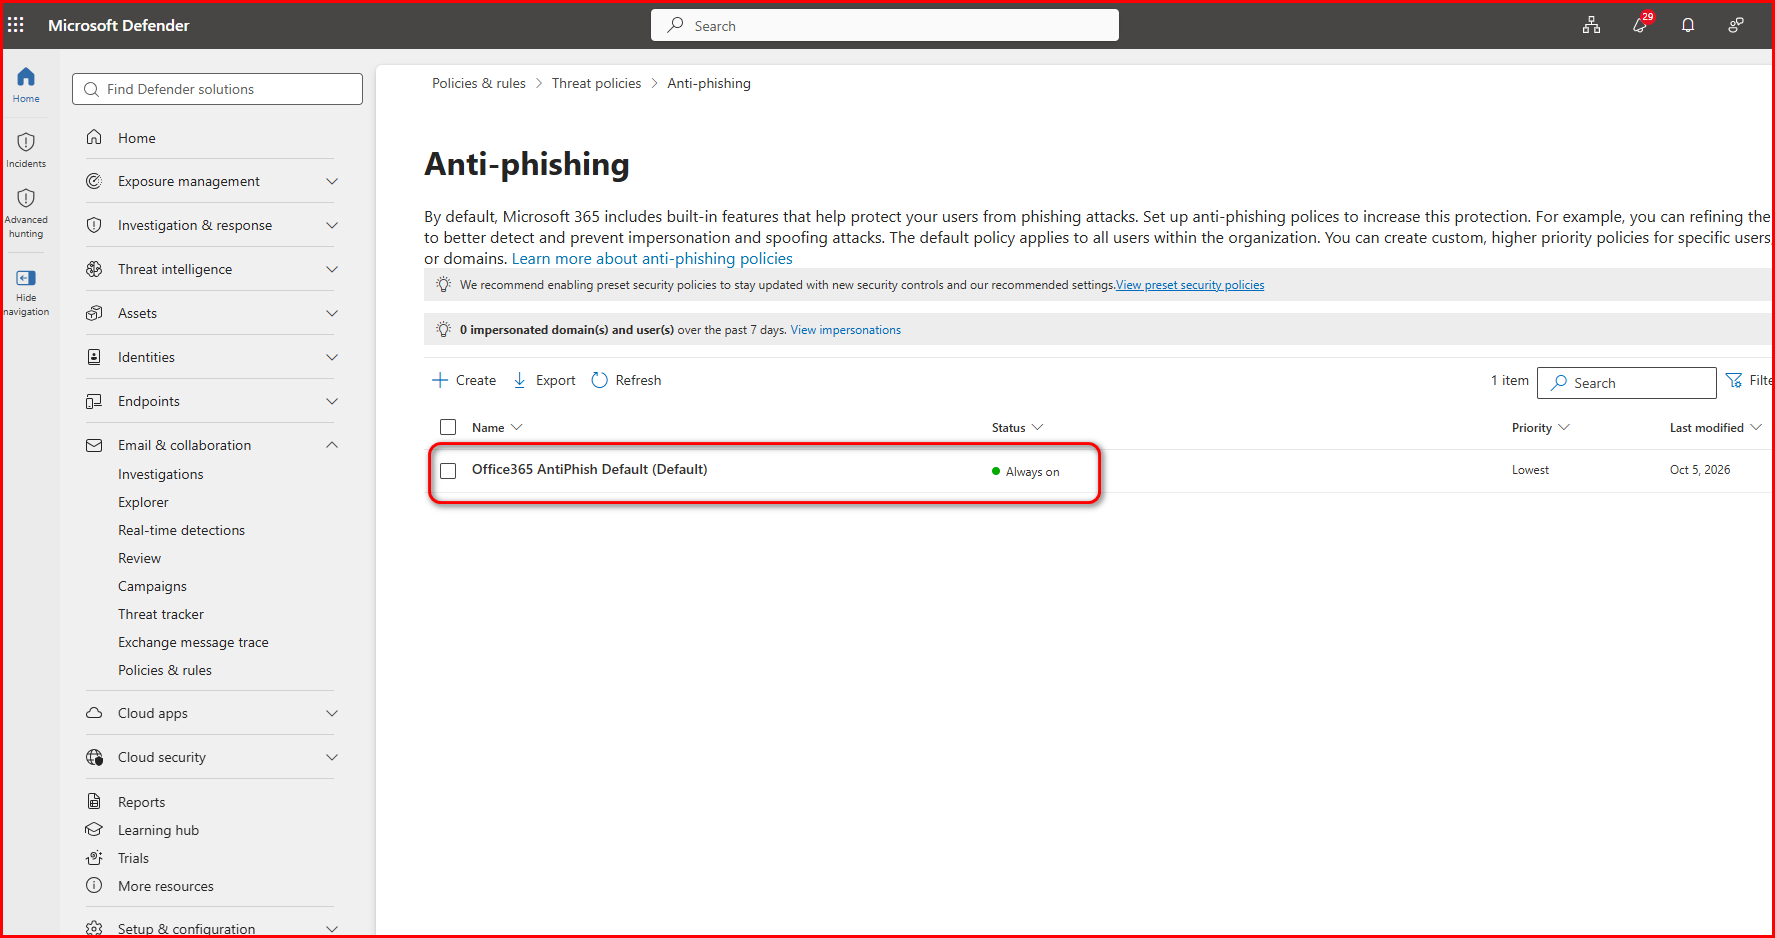 Microsoft Defender
Search
29
Home
Incidents
Advanced
hunting
Hide
navigation
Find Defender solutions
Home
Exposure management
Investigation & response
Threat intelligence
Assets
Identities
Endpoints
Email & collaboration
Investigations
Explorer
Real-time detections
Review
Campaigns
Threat tracker
Exchange message trace
Policies & rules
Cloud apps
Cloud security
Reports
Learning hub
Trials
More resources
Setup & configuration
Policies & rules > Threat policies > Anti-phishing
Anti-phishing
By default, Microsoft 365 includes built-in features that help protect your users from phishing attacks. Set up anti-phishing polices to increase this protection. For example, you can refining the
to better detect and prevent impersonation and spoofing attacks. The default policy applies to all users within the organization. You can create custom, higher priority policies for specific users,
or domains. Learn more about anti-phishing policies
We recommend enabling preset security policies to stay updated with new security controls and our recommended settings.View preset security policies
0 impersonated domain(s) and user(s) over the past 7 days. View impersonations
Create Export Refresh 1 item Search Filte
Name Status Priority Last modified
Office365 AntiPhish Default (Default) Always on Lowest Oct 5, 2026